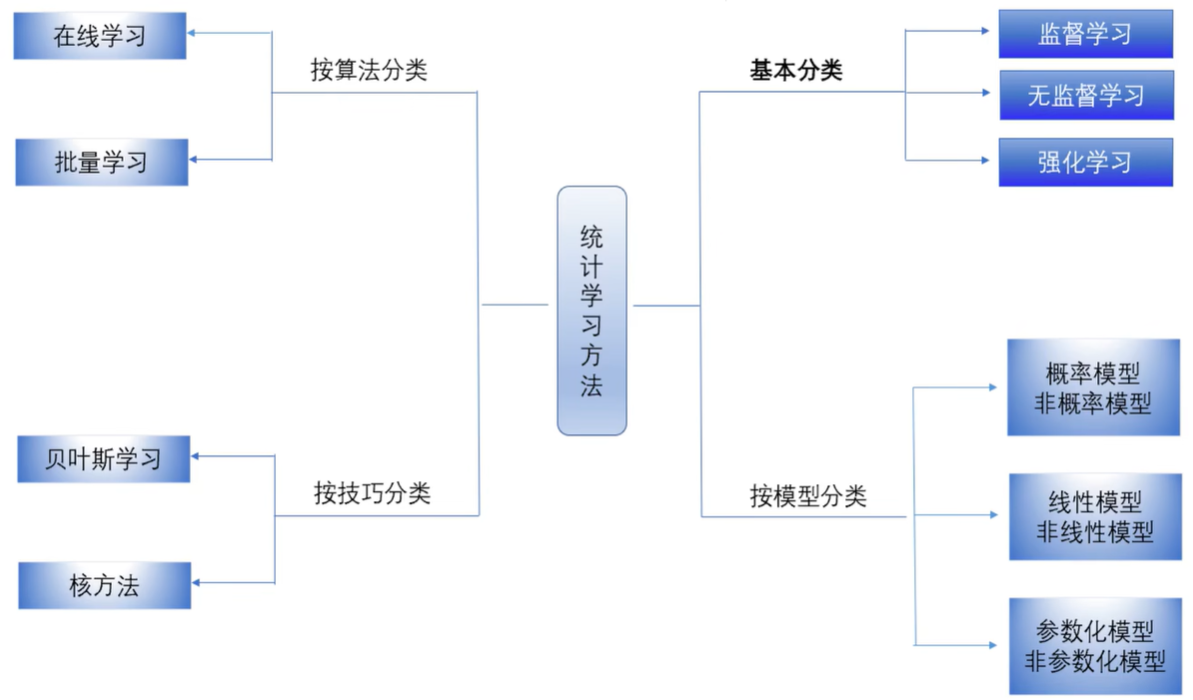 在线学习
按算法分类
批量学习
基本分类
监督学习
无监督学习
强化学习
统计学习方法
贝叶斯学习
按技巧分类
核方法
按模型分类
概率模型
非概率模型
线性模型
非线性模型
参数化模型
非参数化模型